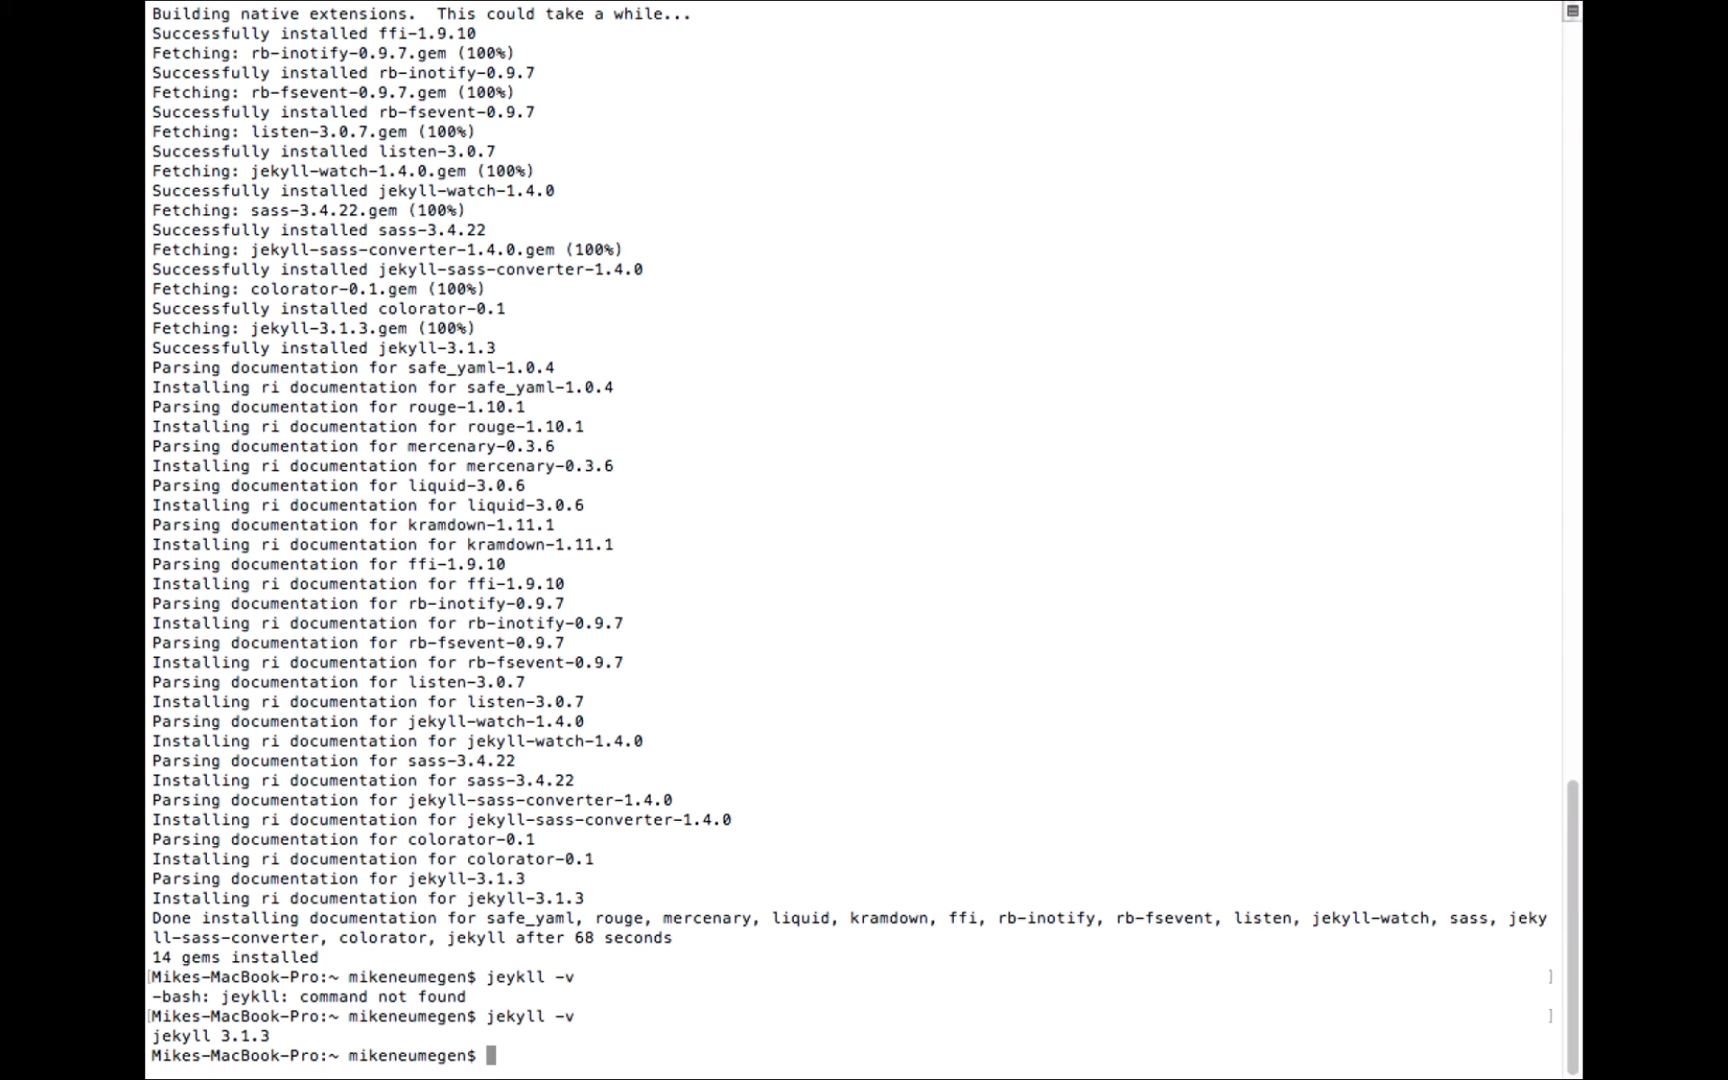 Building native extensions.  This could take a while...
Successfully installed ffi-1.9.10
Fetching: rb-inotify-0.9.7.gem (100%)
Successfully installed rb-inotify-0.9.7
Fetching: rb-fsevent-0.9.7.gem (100%)
Successfully installed rb-fsevent-0.9.7
Fetching: listen-3.0.7.gem (100%)
Successfully installed listen-3.0.7
Fetching: jekyll-watch-1.4.0.gem (100%)
Successfully installed jekyll-watch-1.4.0
Fetching: sass-3.4.22.gem (100%)
Successfully installed sass-3.4.22
Fetching: jekyll-sass-converter-1.4.0.gem (100%)
Successfully installed jekyll-sass-converter-1.4.0
Fetching: colorator-0.1.gem (100%)
Successfully installed colorator-0.1
Fetching: jekyll-3.1.3.gem (100%)
Successfully installed jekyll-3.1.3
Parsing documentation for safe_yaml-1.0.4
Installing ri documentation for safe_yaml-1.0.4
Parsing documentation for rouge-1.10.1
Installing ri documentation for rouge-1.10.1
Parsing documentation for mercenary-0.3.6
Installing ri documentation for mercenary-0.3.6
Parsing documentation for liquid-3.0.6
Installing ri documentation for liquid-3.0.6
Parsing documentation for kramdown-1.11.1
Installing ri documentation for kramdown-1.11.1
Parsing documentation for ffi-1.9.10
Installing ri documentation for ffi-1.9.10
Parsing documentation for rb-inotify-0.9.7
Installing ri documentation for rb-inotify-0.9.7
Parsing documentation for rb-fsevent-0.9.7
Installing ri documentation for rb-fsevent-0.9.7
Parsing documentation for listen-3.0.7
Installing ri documentation for listen-3.0.7
Parsing documentation for jekyll-watch-1.4.0
Installing ri documentation for jekyll-watch-1.4.0
Parsing documentation for sass-3.4.22
Installing ri documentation for sass-3.4.22
Parsing documentation for jekyll-sass-converter-1.4.0
Installing ri documentation for jekyll-sass-converter-1.4.0
Parsing documentation for colorator-0.1
Installing ri documentation for colorator-0.1
Parsing documentation for jekyll-3.1.3
Installing ri documentation for jekyll-3.1.3
Done installing documentation for safe_yaml, rouge, mercenary, liquid, kramdown, ffi, rb-inotify, rb-fsevent, listen, jekyll-watch, sass, jeky
ll-sass-converter, colorator, jekyll after 68 seconds
14 gems installed
[Mikes-MacBook-Pro:~ mikeneumegen$ jeykll -v ]
-bash: jeykll: command not found
[Mikes-MacBook-Pro:~ mikeneumegen$ jekyll -v ]
jekyll 3.1.3
Mikes-MacBook-Pro:~ mikeneumegen$